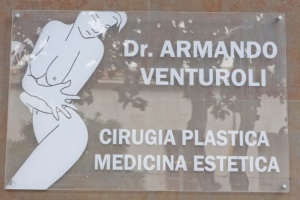 Dr. ARMANDO
VENTUROLI
CIRUGIA PLASTICA
MEDICINA ESTETICA